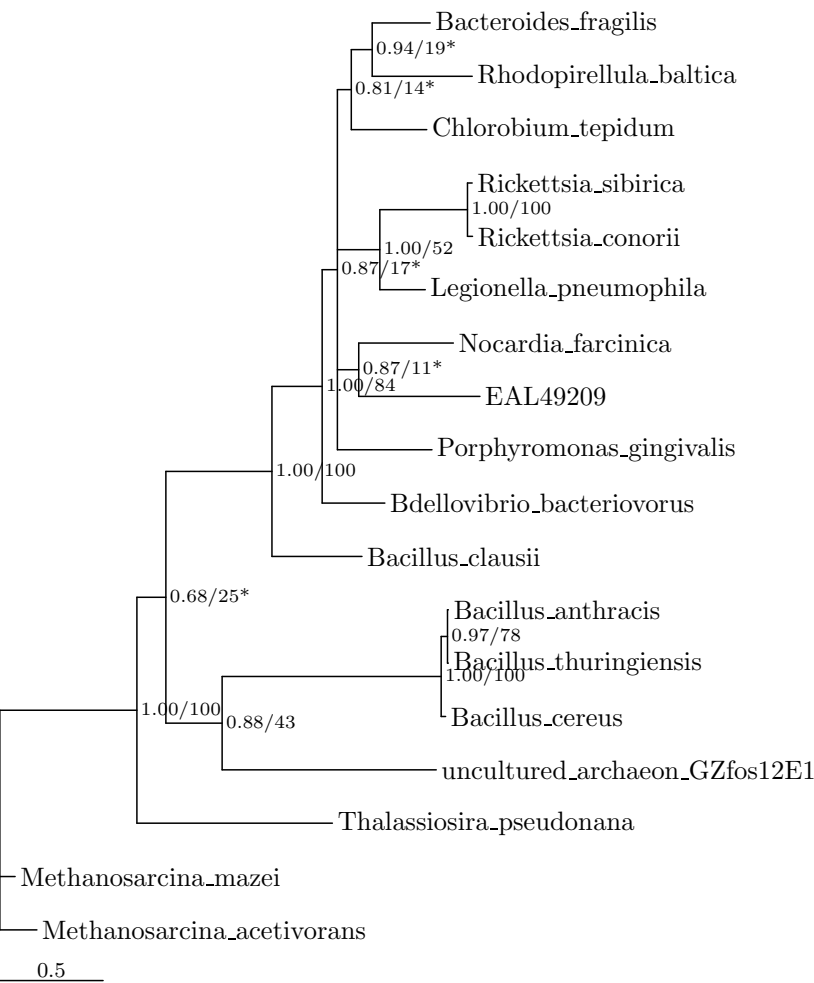 Bacteroides_fragilis
0.94/19*
Rhodopirellula_baltica
0.81/14*
Chlorobium_tepidum
Rickettsia_sibirica
1.00/100
Rickettsia_conorii
1.00/52
0.87/17*
Legionella_pneumophila
Nocardia_farcinica
0.87/11*
1.00/84
EAL49209
Porphyromonas_gingivalis
1.00/100
Bdellovibrio_bacteriovorus
Bacillus_clausii
0.68/25*
Bacillus_anthracis
0.97/78
Bacillus_thuringiensis
1.00/100
1.00/100
Bacillus_cereus
0.88/43
uncultured_archaeon_GZfos12E1
Thalassiosira_pseudonana
Methanosarcina_mazei
Methanosarcina_acetivorans
0.5